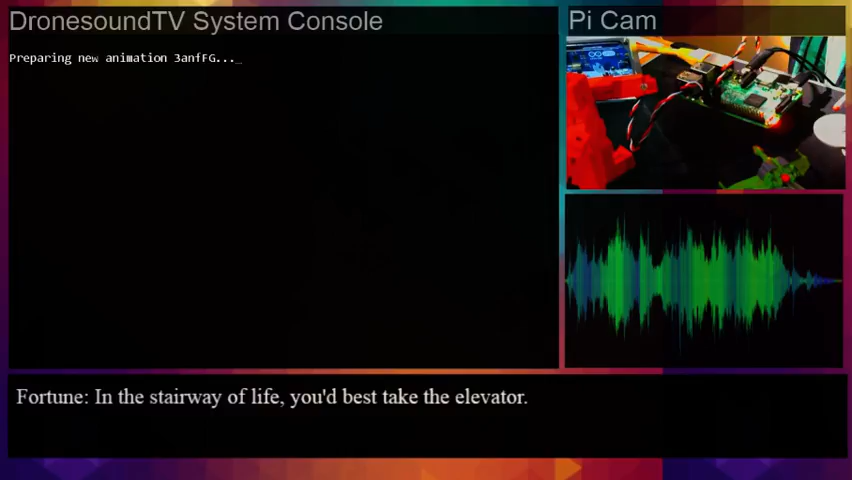 DronesoundTV System Console
Pi Cam
Preparing new animation 3anfFG..._
Fortune: In the stairway of life, you'd best take the elevator.